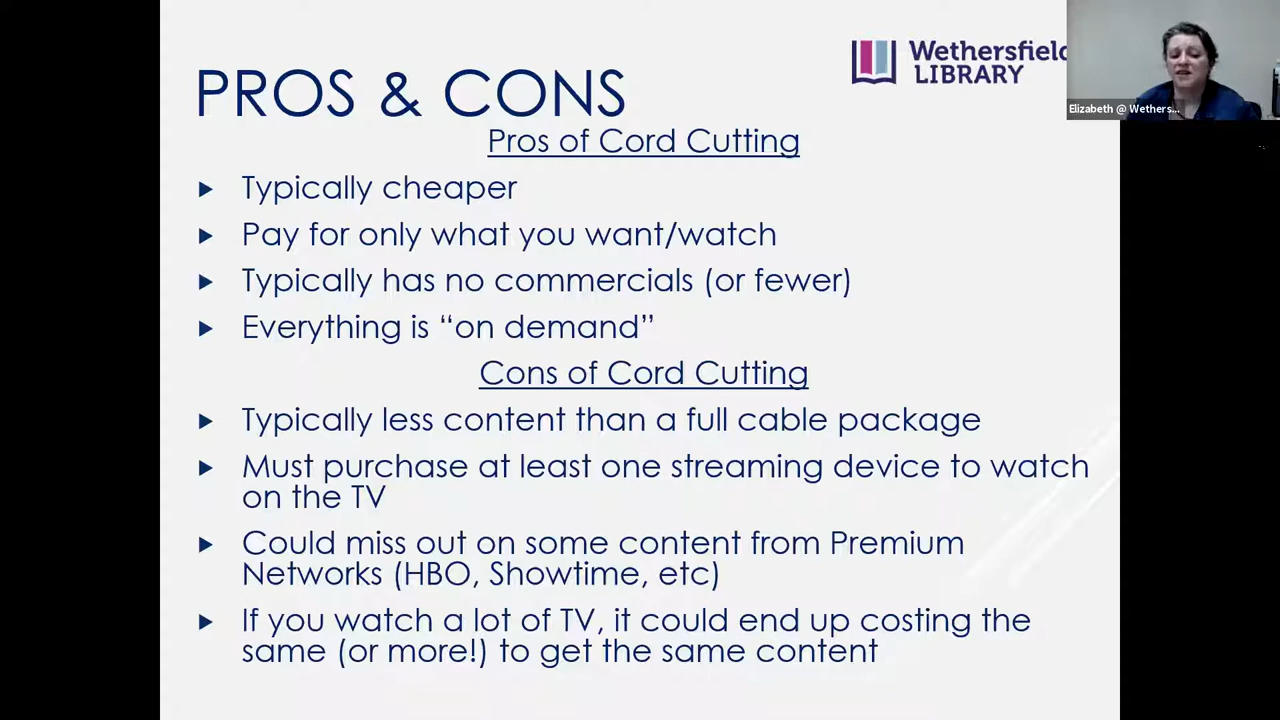 Wethersfield
LIBRARY
Elizabeth @ Wethers...
PROS & CONS
Pros of Cord Cutting
Typically cheaper
Pay for only what you want/watch
Typically has no commercials (or fewer)
Everything is “on demand”
Cons of Cord Cutting
Typically less content than a full cable package
Must purchase at least one streaming device to watch
on the TV
Could miss out on some content from Premium
Networks (HBO, Showtime, etc)
If you watch a lot of TV, it could end up costing the
same (or more!) to get the same content